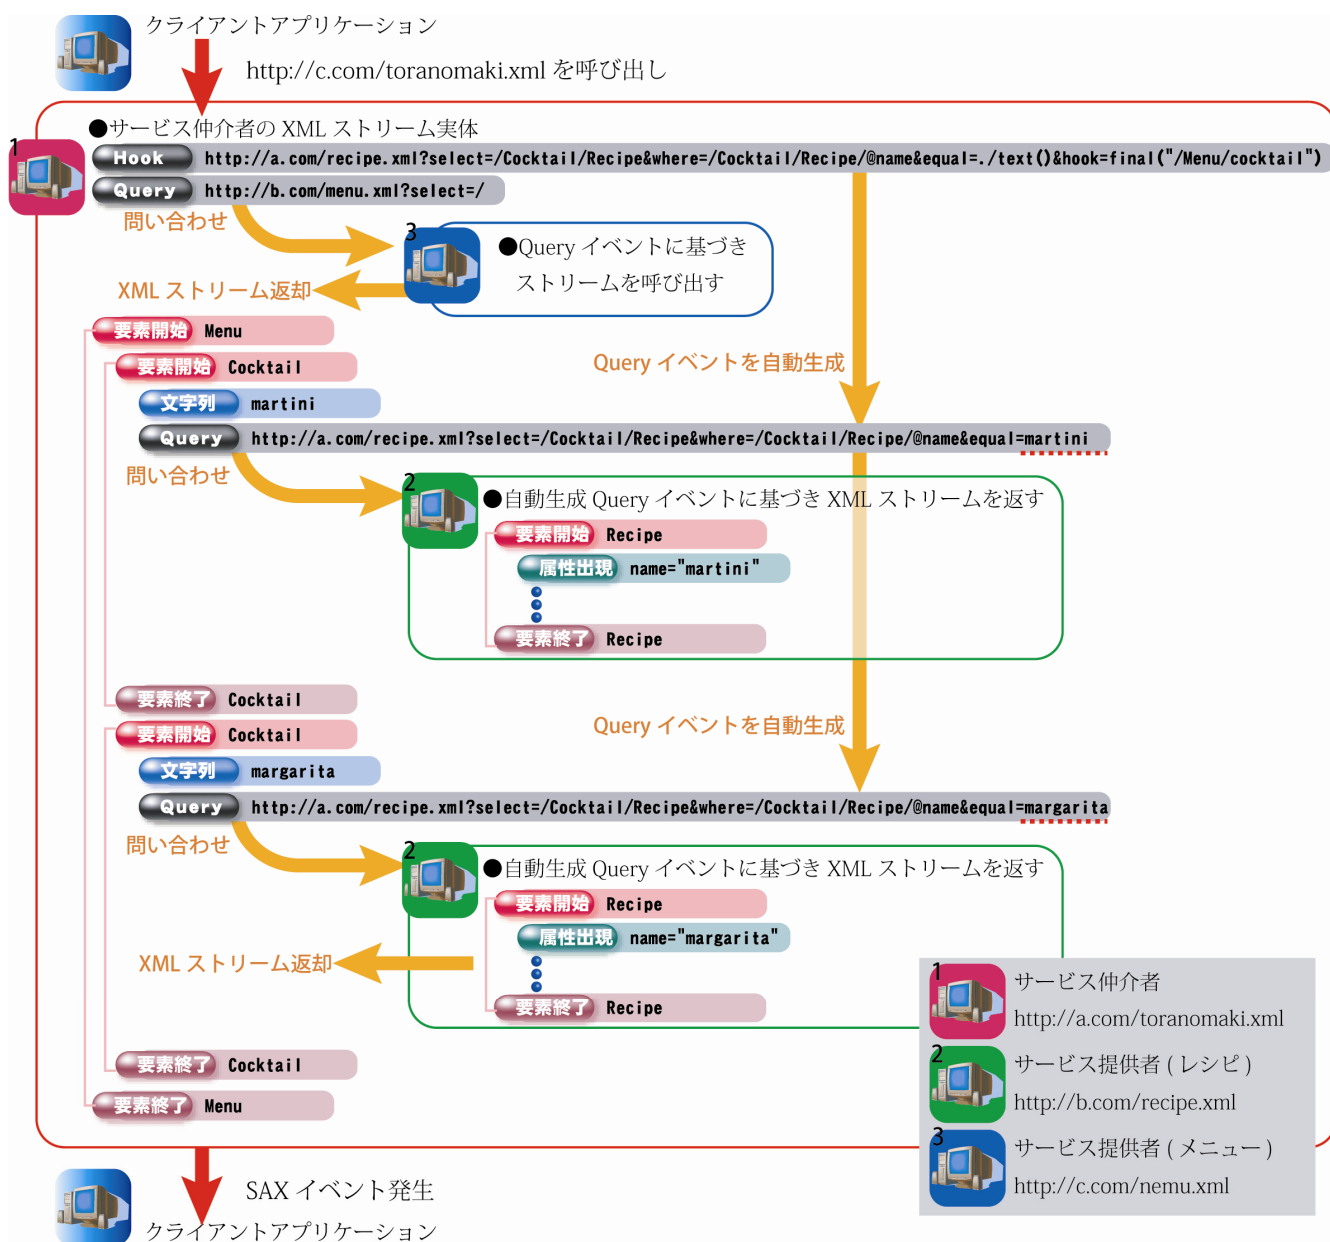 クライアントアプリケーション
http://c.com/toranomaki.xml を呼び出し
1
●サービス仲介者の XML ストリーム実体
Hook http://a.com/recipe.xml?select=/Cocktail/Recipe&where=/Cocktail/Recipe/@name&equal=./text()&hook=final("/Menu/cocktail")
Query http://b.com/menu.xml?select=/
問い合わせ
3
●Query イベントに基づき
ストリームを呼び出す
XML ストリーム返却
要素開始 Menu
要素開始 Cocktail
Query イベントを自動生成
文字列 martini
Query http://a.com/recipe.xml?select=/Cocktail/Recipe&where=/Cocktail/Recipe/@name&equal=martini
問い合わせ
2
●自動生成 Query イベントに基づき XML ストリームを返す
要素開始 Recipe
属性出現 name="martini"
要素終了 Recipe
要素終了 Cocktail
要素開始 Cocktail
Query イベントを自動生成
文字列 margarita
Query http://a.com/recipe.xml?select=/Cocktail/Recipe&where=/Cocktail/Recipe/@name&equal=margarita
問い合わせ
2
●自動生成 Query イベントに基づき XML ストリームを返す
要素開始 Recipe
属性出現 name="margarita"
XML ストリーム返却
要素終了 Recipe
要素終了 Cocktail
要素終了 Menu
1
サービス仲介者
http://a.com/toranomaki.xml
2
サービス提供者 ( レシピ )
http://b.com/recipe.xml
3
サービス提供者 ( メニュー )
http://c.com/nemu.xml
SAX イベント発生
クライアントアプリケーション